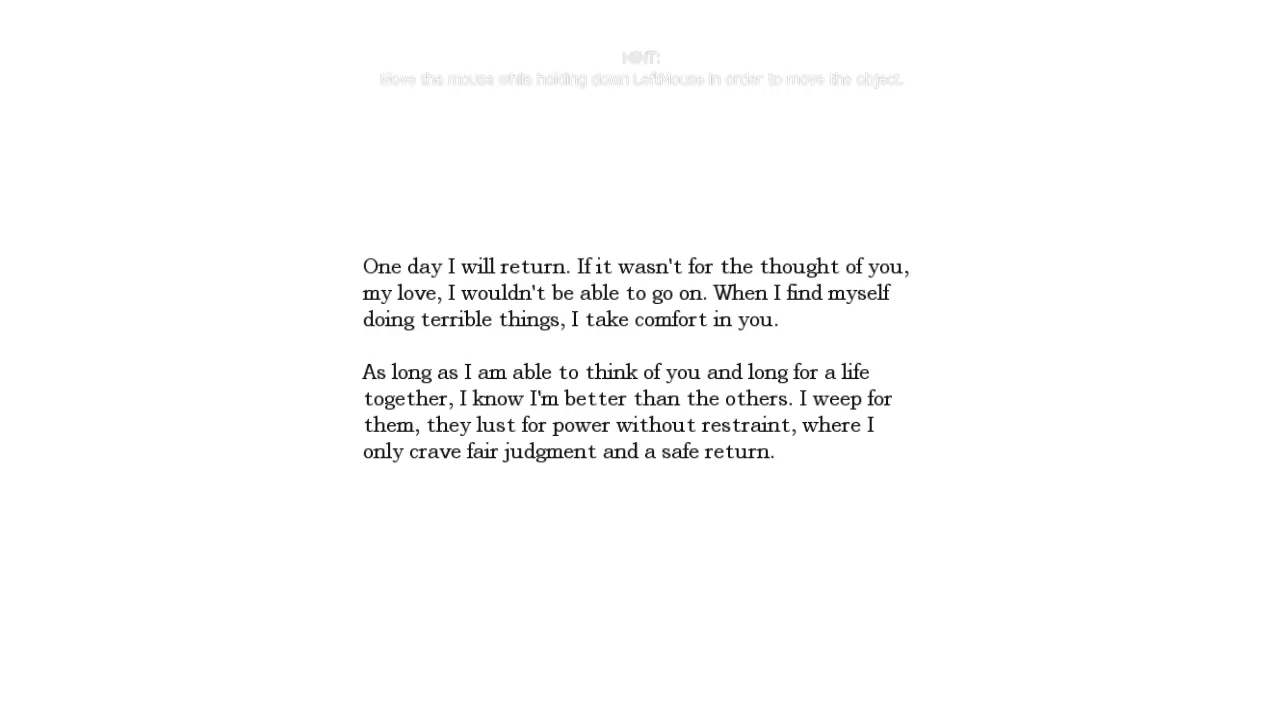 HINT:
Move the mouse while holding down LeftMouse in order to move the object.
One day I will return. If it wasn't for the thought of you,
my love, I wouldn't be able to go on. When I find myself
doing terrible things, I take comfort in you.
As long as I am able to think of you and long for a life
together, I know I'm better than the others. I weep for
them, they lust for power without restraint, where I
only crave fair judgment and a safe return.